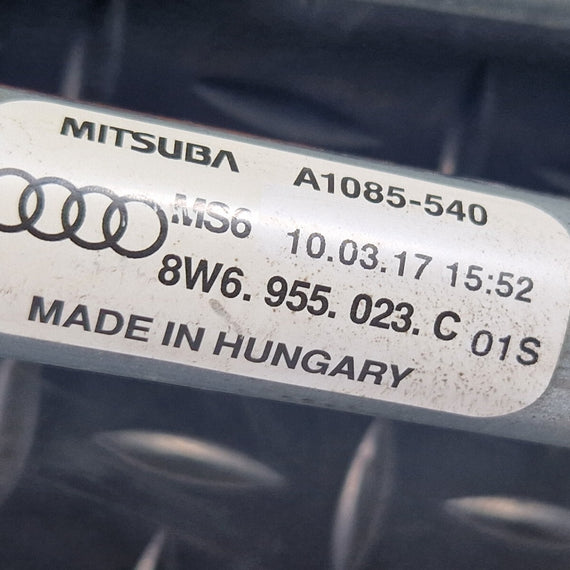 MITSUBA A1085-540
MS6 10.03.17 15:52
8W6. 955. 023. C 01S
MADE IN HUNGARY